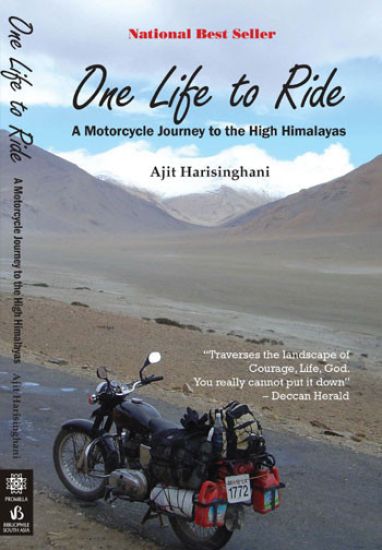 National Best Seller
One Life to Ride
A Motorcycle Journey to the High Himalayas
Ajit Harisinghani
“Traverses the landscape of
Courage, Life, God.
You really cannot put it down”
– Deccan Herald
1772
One Life to Ride
A Motorcycle Journey to the High Himalayas
Ajit Harisinghani
PROMILLA
BIBLIOPHILE
SOUTH ASIA